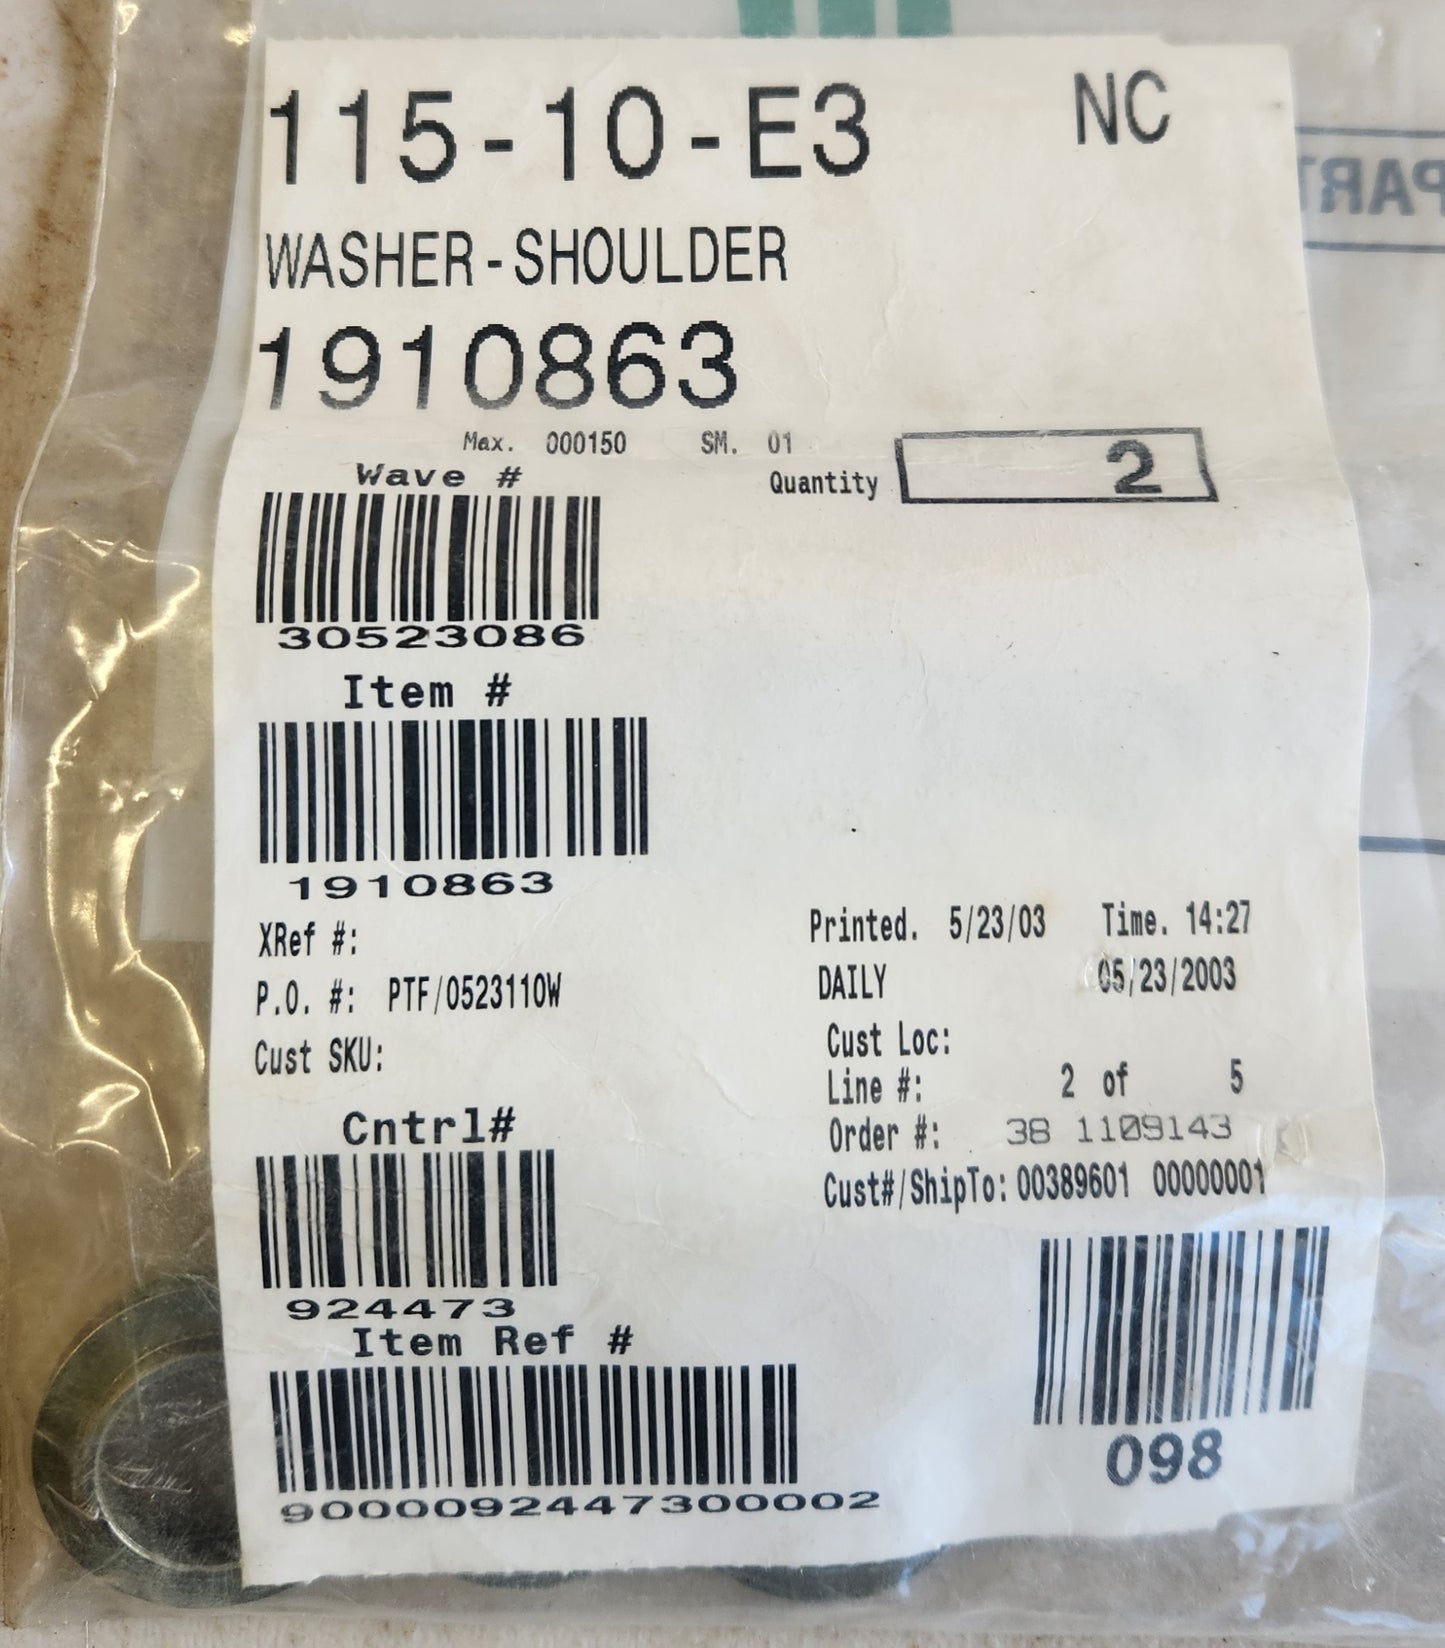 115-10-E3 NC
WASHER-SHOULDER
1910863
Max. 000150 SM. 01
Quantity 2
Wave #
30523086
Item #
1910863
XRef #:
P.O. #: PTF/0523110W
Cust SKU:
Printed. 5/23/03 Time. 14:27
DAILY 05/23/2003
Cust Loc:
Line #: 2 of 5
Order #: 38 1109143
Cust#/ShipTo: 00389601 00000001
Cntrl#
924473
Item Ref #
9000092447300002
098
PART